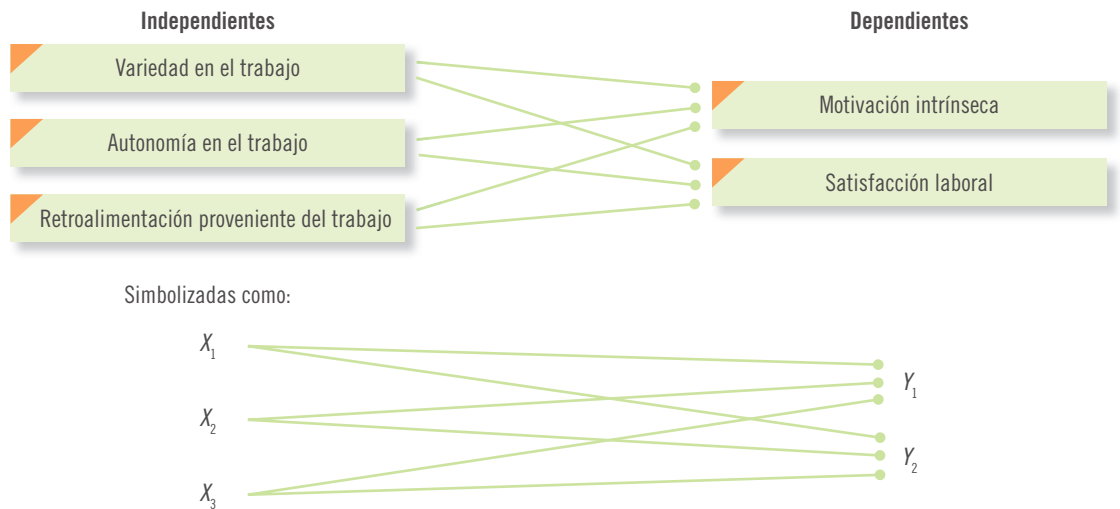 Independientes
Dependientes
Variedad en el trabajo
Motivación intrínseca
Autonomía en el trabajo
Satisfacción laboral
Retroalimentación proveniente del trabajo
Simbolizadas como:
X₁
Y₁
X₂
Y₂
X₃